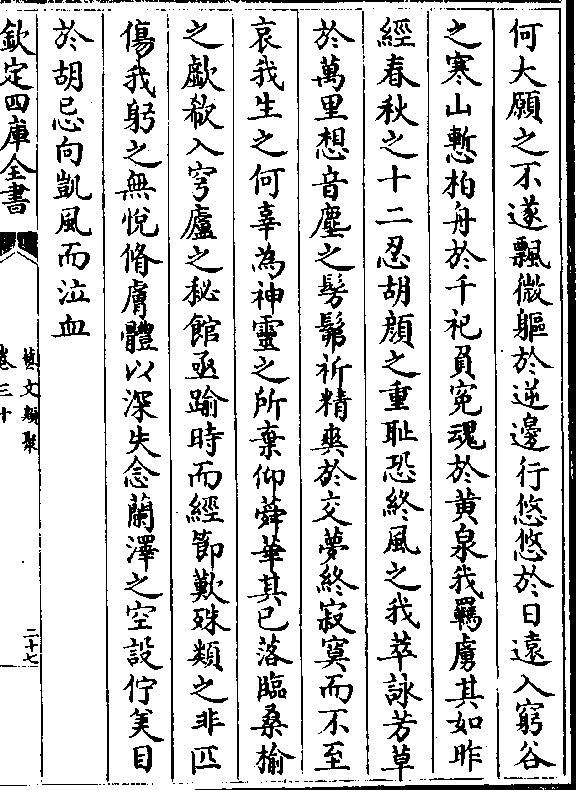 何大願之不遂飄微軀於逆邊行悠悠於日遠入窮谷
之寒山慙柏舟於千祀負寃魂於黄泉我羈虜其如昨
經春秋之十二忍胡顔之重恥恐終風之我萃詠芳草
於萬里想音塵之髣髴祈精爽於交夢終寂寞而不至
哀我生之何辜為神靈之所棄仰蕣華其已落臨桑榆
之歔欷入穹廬之秘館亟踰時而經節歎殊類之非匹
傷我躬之無悅脩膚體以深失念蘭澤之空設佇美目
於胡忌向凱風而泣血
欽定四庫全書
藝文類聚
卷三十
二十七